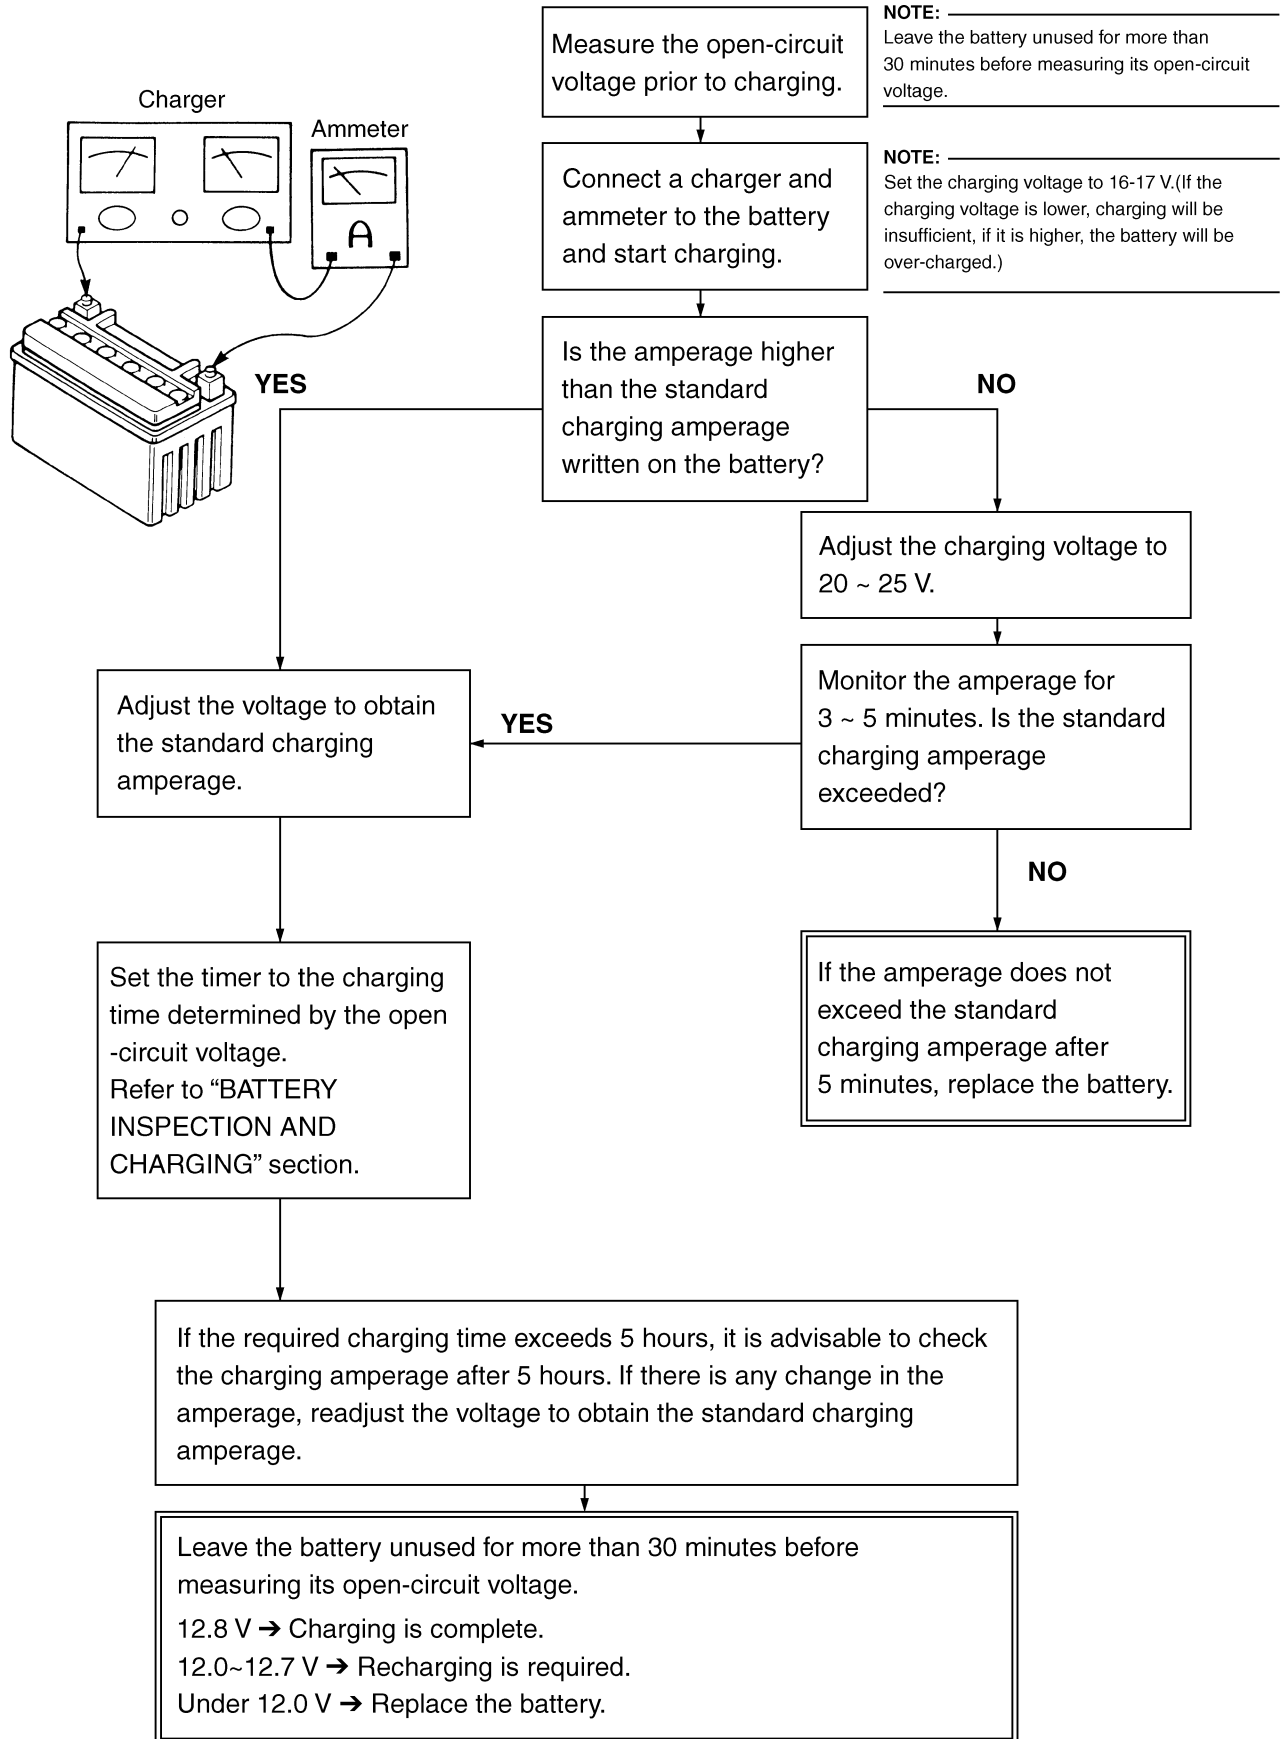 Measure the open-circuit
voltage prior to charging.
NOTE:
Leave the battery unused for more than
30 minutes before measuring its open-circuit
voltage.
Charger
Ammeter
A
Connect a charger and
ammeter to the battery
and start charging.
NOTE:
Set the charging voltage to 16-17 V.(If the
charging voltage is lower, charging will be
insufficient, if it is higher, the battery will be
over-charged.)
Is the amperage higher
than the standard
charging amperage
written on the battery?
YES
NO
Adjust the charging voltage to
20 ~ 25 V.
Monitor the amperage for
3 ~ 5 minutes. Is the standard
charging amperage
exceeded?
YES
Adjust the voltage to obtain
the standard charging
amperage.
NO
If the amperage does not
exceed the standard
charging amperage after
5 minutes, replace the battery.
Set the timer to the charging
time determined by the open
-circuit voltage.
Refer to “BATTERY
INSPECTION AND
CHARGING” section.
If the required charging time exceeds 5 hours, it is advisable to check
the charging amperage after 5 hours. If there is any change in the
amperage, readjust the voltage to obtain the standard charging
amperage.
Leave the battery unused for more than 30 minutes before
measuring its open-circuit voltage.
12.8 V ➔ Charging is complete.
12.0~12.7 V ➔ Recharging is required.
Under 12.0 V ➔ Replace the battery.